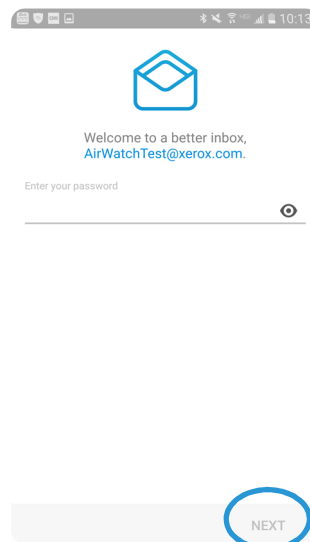 10:13
Welcome to a better inbox,
AirWatchTest@xerox.com.
Enter your password
NEXT